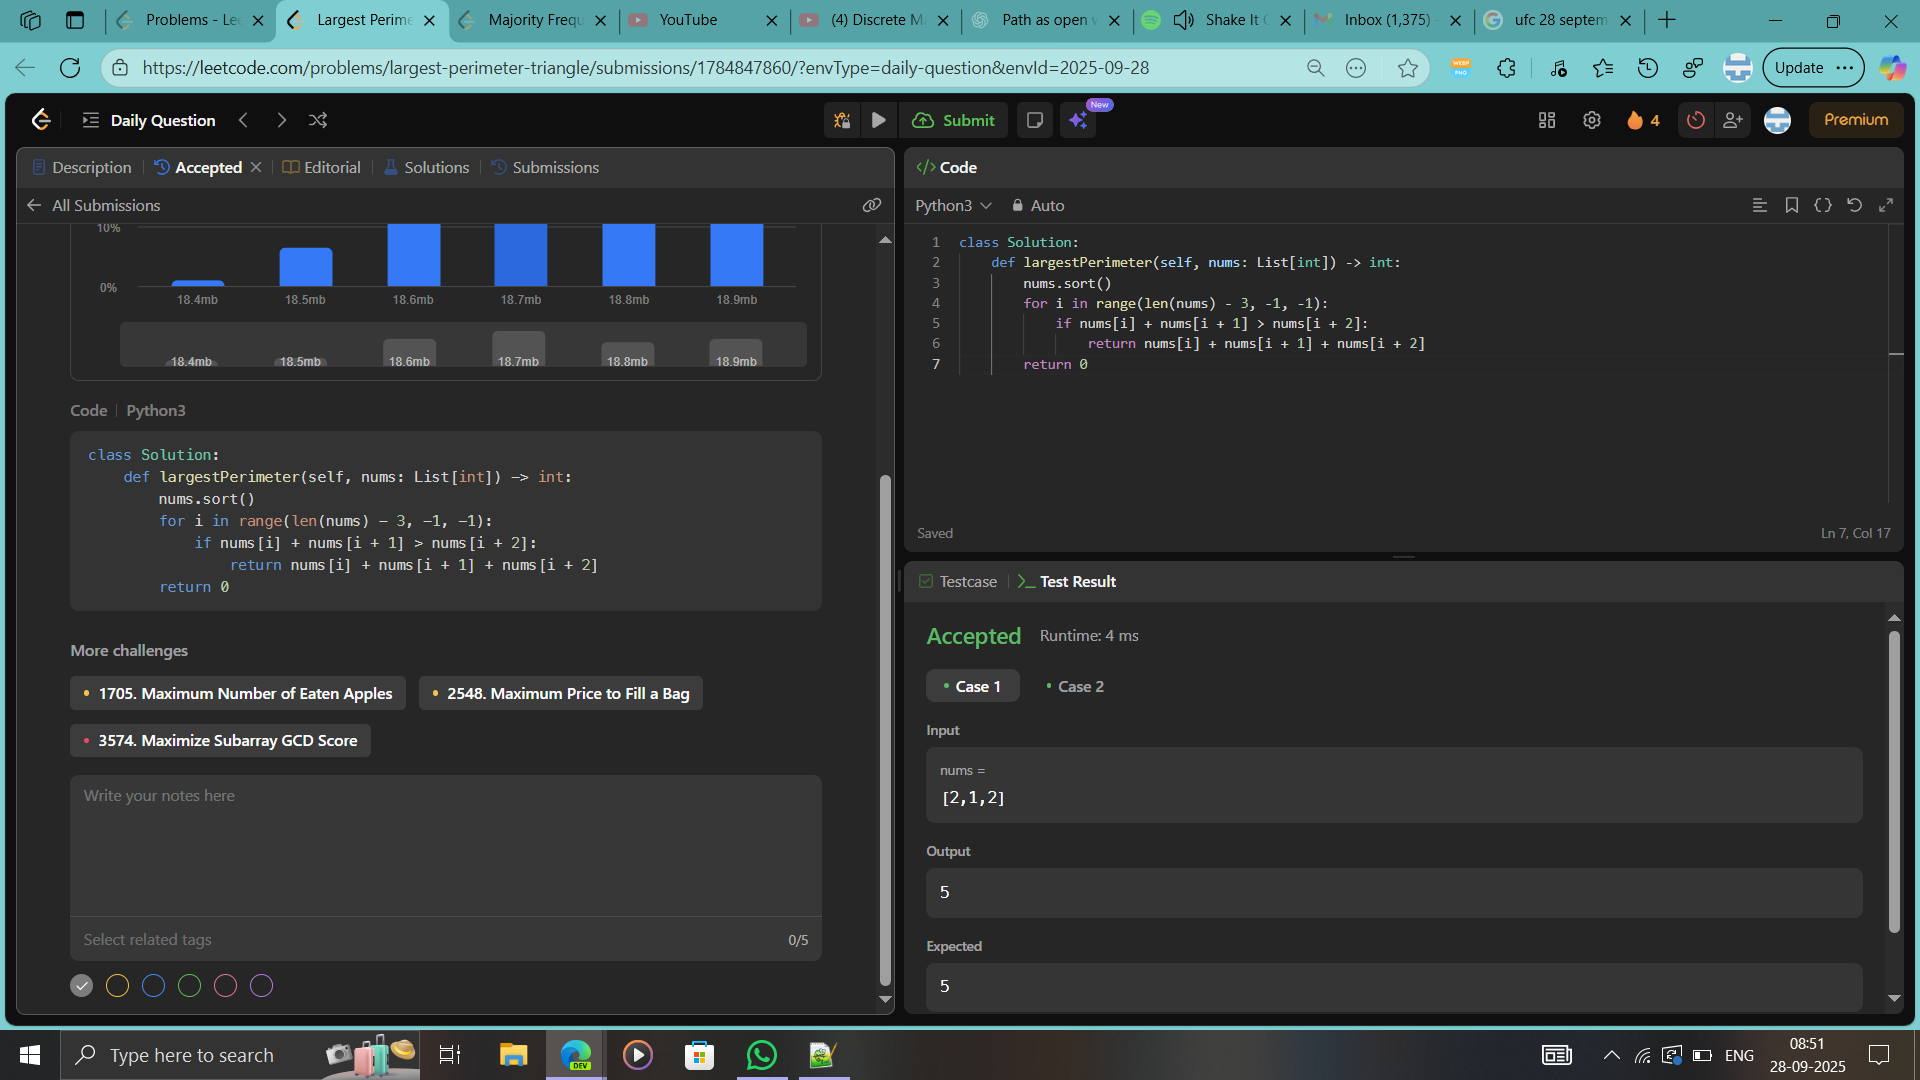 Problems - Lee
Largest Perime
Majority Frequ
YouTube
(4) Discrete Ma
Path as open w
Shake It O
Inbox (1,375) -
ufc 28 septem
https://leetcode.com/problems/largest-perimeter-triangle/submissions/1784847860/?envType=daily-question&envId=2025-09-28
WEBP
PNG
Update
Daily Question
Submit
New
4
Premium
Description
Accepted
Editorial
Solutions
Submissions
All Submissions
10%
0%
18.4mb
18.5mb
18.6mb
18.7mb
18.8mb
18.9mb
18.4mb
18.5mb
18.6mb
18.7mb
18.8mb
18.9mb
Code
Python3
class Solution:
    def largestPerimeter(self, nums: List[int]) -> int:
        nums.sort()
        for i in range(len(nums) - 3, -1, -1):
            if nums[i] + nums[i + 1] > nums[i + 2]:
                return nums[i] + nums[i + 1] + nums[i + 2]
        return 0
More challenges
1705. Maximum Number of Eaten Apples
2548. Maximum Price to Fill a Bag
3574. Maximize Subarray GCD Score
Write your notes here
Select related tags
0/5
Code
Python3
Auto
1 class Solution:
2     def largestPerimeter(self, nums: List[int]) -> int:
3         nums.sort()
4         for i in range(len(nums) - 3, -1, -1):
5             if nums[i] + nums[i + 1] > nums[i + 2]:
6                 return nums[i] + nums[i + 1] + nums[i + 2]
7         return 0
Saved
Ln 7, Col 17
Testcase
Test Result
Accepted
Runtime: 4 ms
Case 1
Case 2
Input
nums =
[2,1,2]
Output
5
Expected
5
Type here to search
DEV
ENG
08:51
28-09-2025